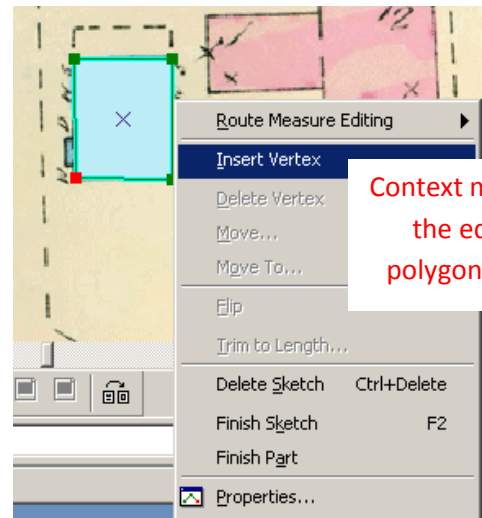 12
Route Measure Editing
Insert Vertex
Delete Vertex
Move...
Move To...
Flip
Trim to Length...
Delete Sketch Ctrl+Delete
Finish Sketch F2
Finish Part
Properties...
Context m
the ec
polygon